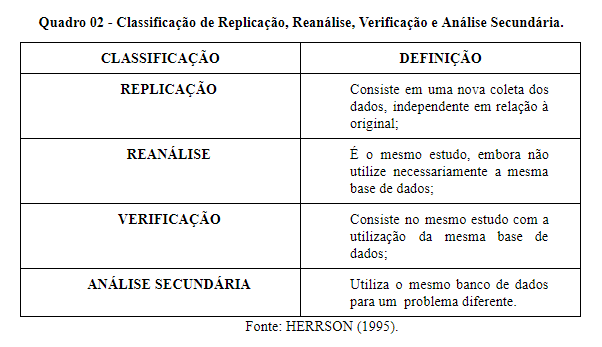 Quadro 02 - Classificação de Replicação, Reanálise, Verificação e Análise Secundária.
CLASSIFICAÇÃO DEFINIÇÃO
REPLICAÇÃO
Consiste em uma nova coleta dos
dados, independente em relação à
original;
REANÁLISE
É o mesmo estudo, embora não
utilize necessariamente a mesma
base de dados;
VERIFICAÇÃO
Consiste no mesmo estudo com a
utilização da mesma base de
dados;
ANÁLISE SECUNDÁRIA
Utiliza o mesmo banco de dados
para um problema diferente.
Fonte: HERRSON (1995).